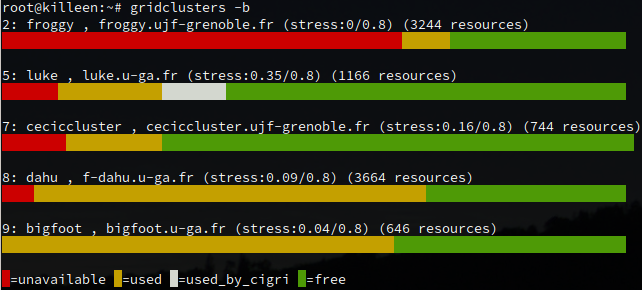 root@killeen:~# gridclusters -b
2: froggy , froggy.ujf-grenoble.fr (stress:0/0.8) (3244 resources)
5: luke , luke.u-ga.fr (stress:0.35/0.8) (1166 resources)
7: ceciccluster , ceciccluster.ujf-grenoble.fr (stress:0.16/0.8) (744 resources)
8: dahu , f-dahu.u-ga.fr (stress:0.09/0.8) (3664 resources)
9: bigfoot , bigfoot.u-ga.fr (stress:0.04/0.8) (646 resources)
=unavailable =used =used_by_cigri =free